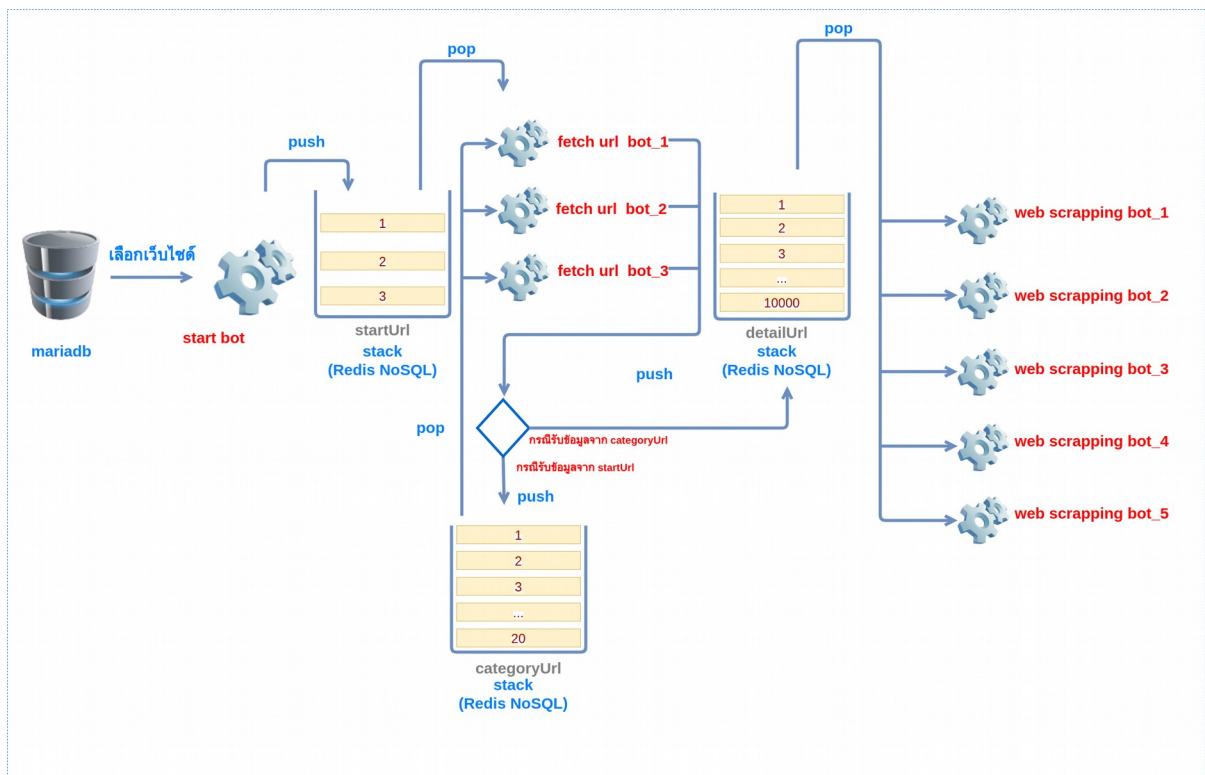 pop
pop
push
fetch url bot_1
1
2
3
startUrl
stack
(Redis NoSQL)
fetch url bot_2
fetch url bot_3
1
2
3
...
10000
detailUrl
stack
(Redis NoSQL)
web scrapping bot_1
web scrapping bot_2
web scrapping bot_3
web scrapping bot_4
web scrapping bot_5
เลือกเว็บไซต์
start bot
mariadb
push
pop
กรณีรับข้อมูลจาก categoryUrl
กรณีรับข้อมูลจาก startUrl
push
1
2
3
...
20
categoryUrl
stack
(Redis NoSQL)